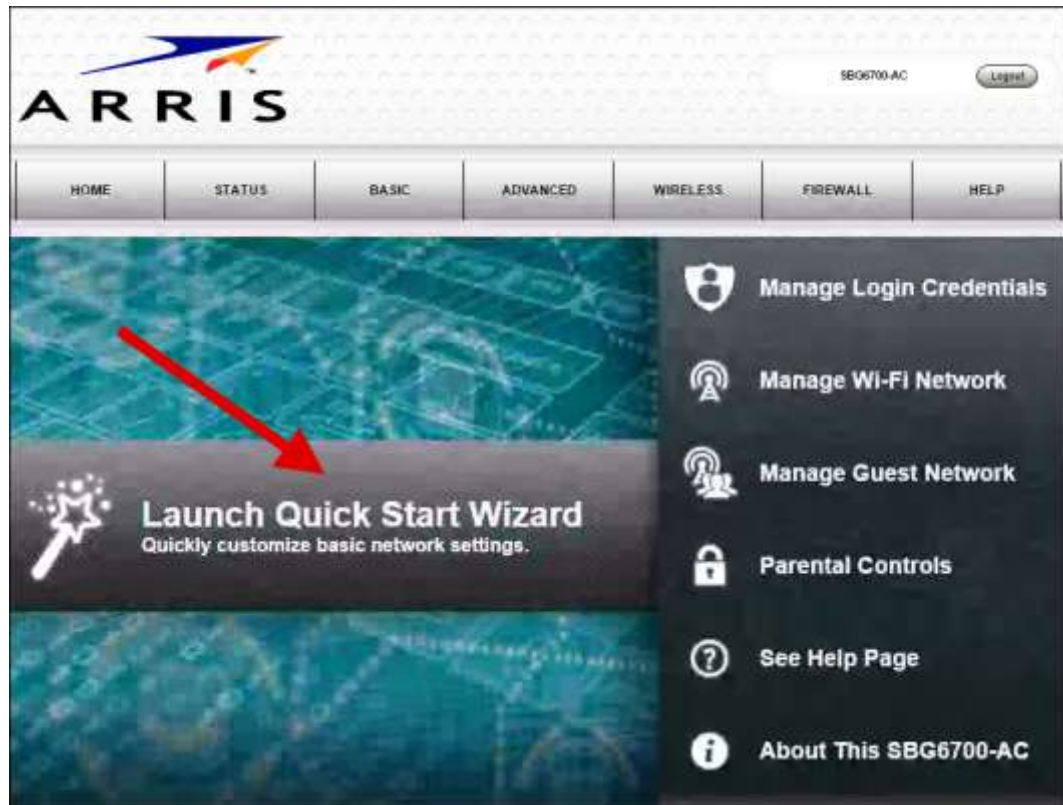 ARRIS
SBG6700-AC
Logout
HOME STATUS BASIC ADVANCED WIRELESS FIREWALL HELP
Manage Login Credentials
Manage Wi-Fi Network
Manage Guest Network
Launch Quick Start Wizard
Quickly customize basic network settings.
Parental Controls
See Help Page
About This SBG6700-AC